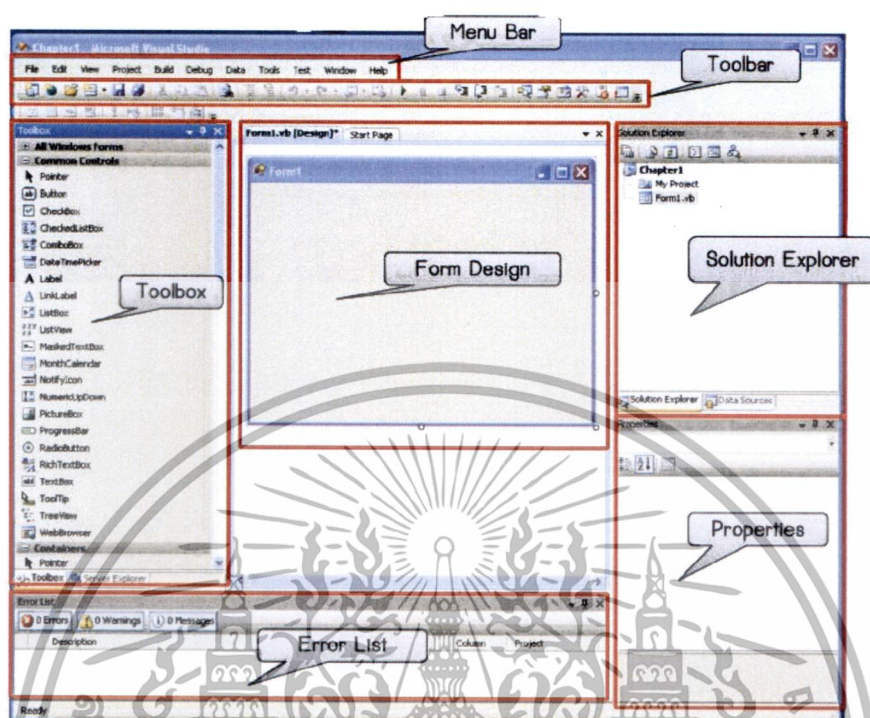 Menu Bar
Chapter1 - Microsoft Visual Studio
File Edit View Project Build Debug Data Tools Test Window Help
Toolbar
Toolbox
All Windows Forms
Common Controls
Pointer
Button
CheckBox
CheckedListBox
ComboBox
DateTimePicker
Label
LinkLabel
ListBox
ListView
MaskedTextBox
MonthCalendar
NotifyIcon
NumericUpDown
PictureBox
ProgressBar
RadioButton
RichTextBox
TextBox
ToolTip
TreeView
WebBrowser
Containers
Pointer
Toolbox Server Explorer
Toolbox
Form1.vb [Design]* Start Page
Form1
Form Design
Solution Explorer
Chapter1
My Project
Form1.vb
Solution Explorer
Solution Explorer Data Sources
Properties
Properties
Error List
0 Errors 0 Warnings 0 Messages
Description Column Project
Error List
Ready